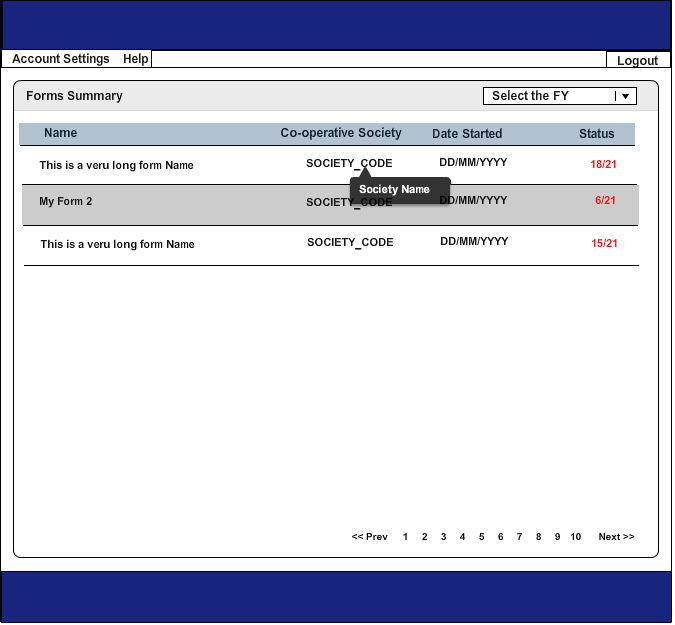 Account Settings Help
Logout
Forms Summary
Select the FY
Name Co-operative Society Date Started Status
This is a veru long form Name SOCIETY_CODE DD/MM/YYYY 18/21
Society Name
My Form 2 SOCIETY_CODE DD/MM/YYYY 6/21
This is a veru long form Name SOCIETY_CODE DD/MM/YYYY 15/21
<< Prev 1 2 3 4 5 6 7 8 9 10 Next >>